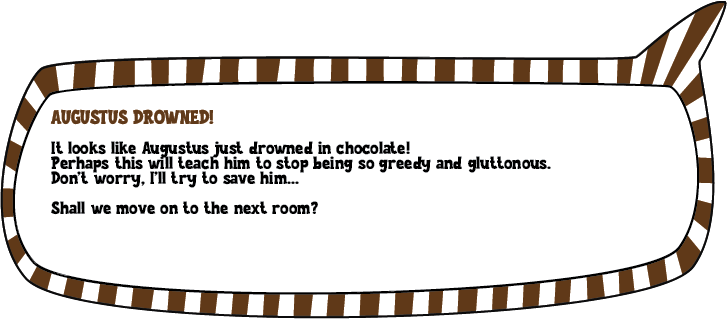 AUGUSTUS DROWNED!
It looks like Augustus just drowned in chocolate!
Perhaps this will teach him to stop being so greedy and gluttonous.
Don't worry, I'll try to save him...
Shall we move on to the next room?